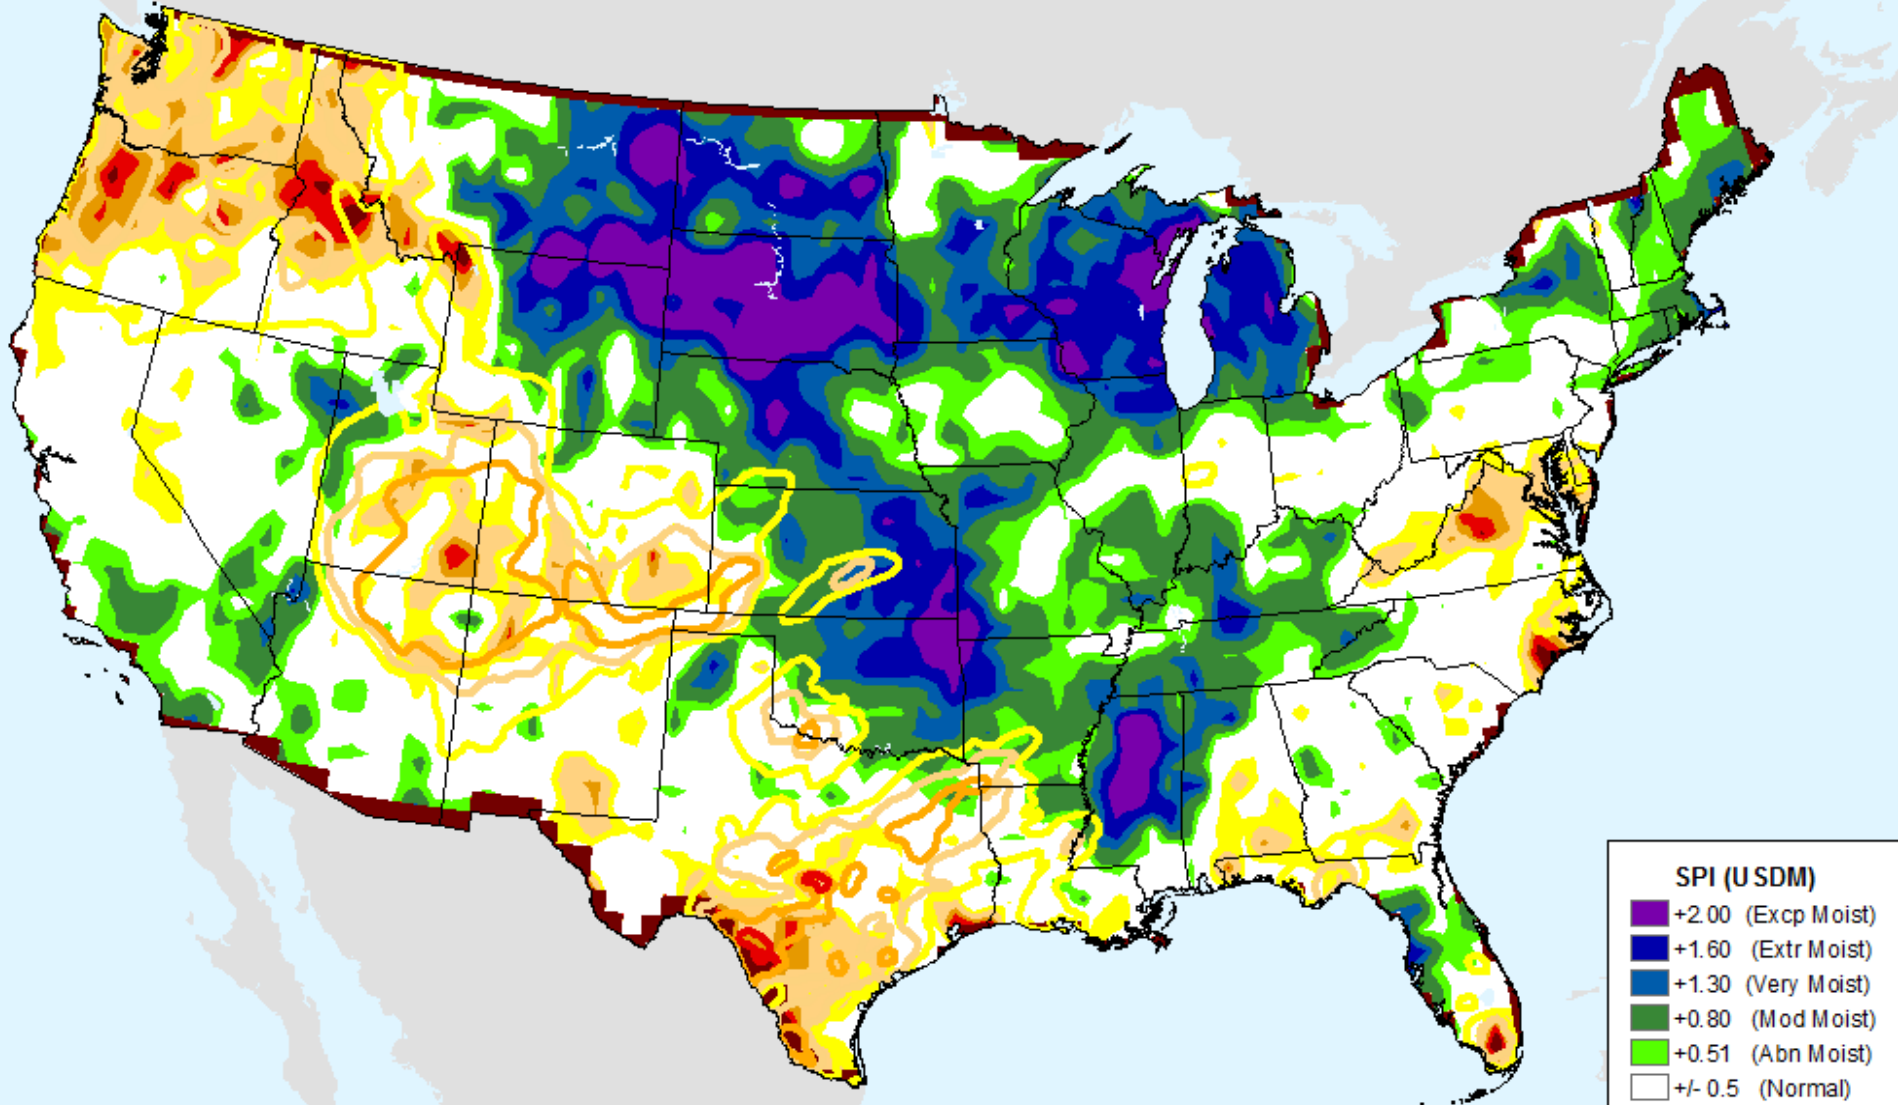 SPI (USDM)
+2.00 (Excp Moist)
+1.60 (Extr Moist)
+1.30 (Very Moist)
+0.80 (Mod Moist)
+0.51 (Abn Moist)
+/- 0.5 (Normal)